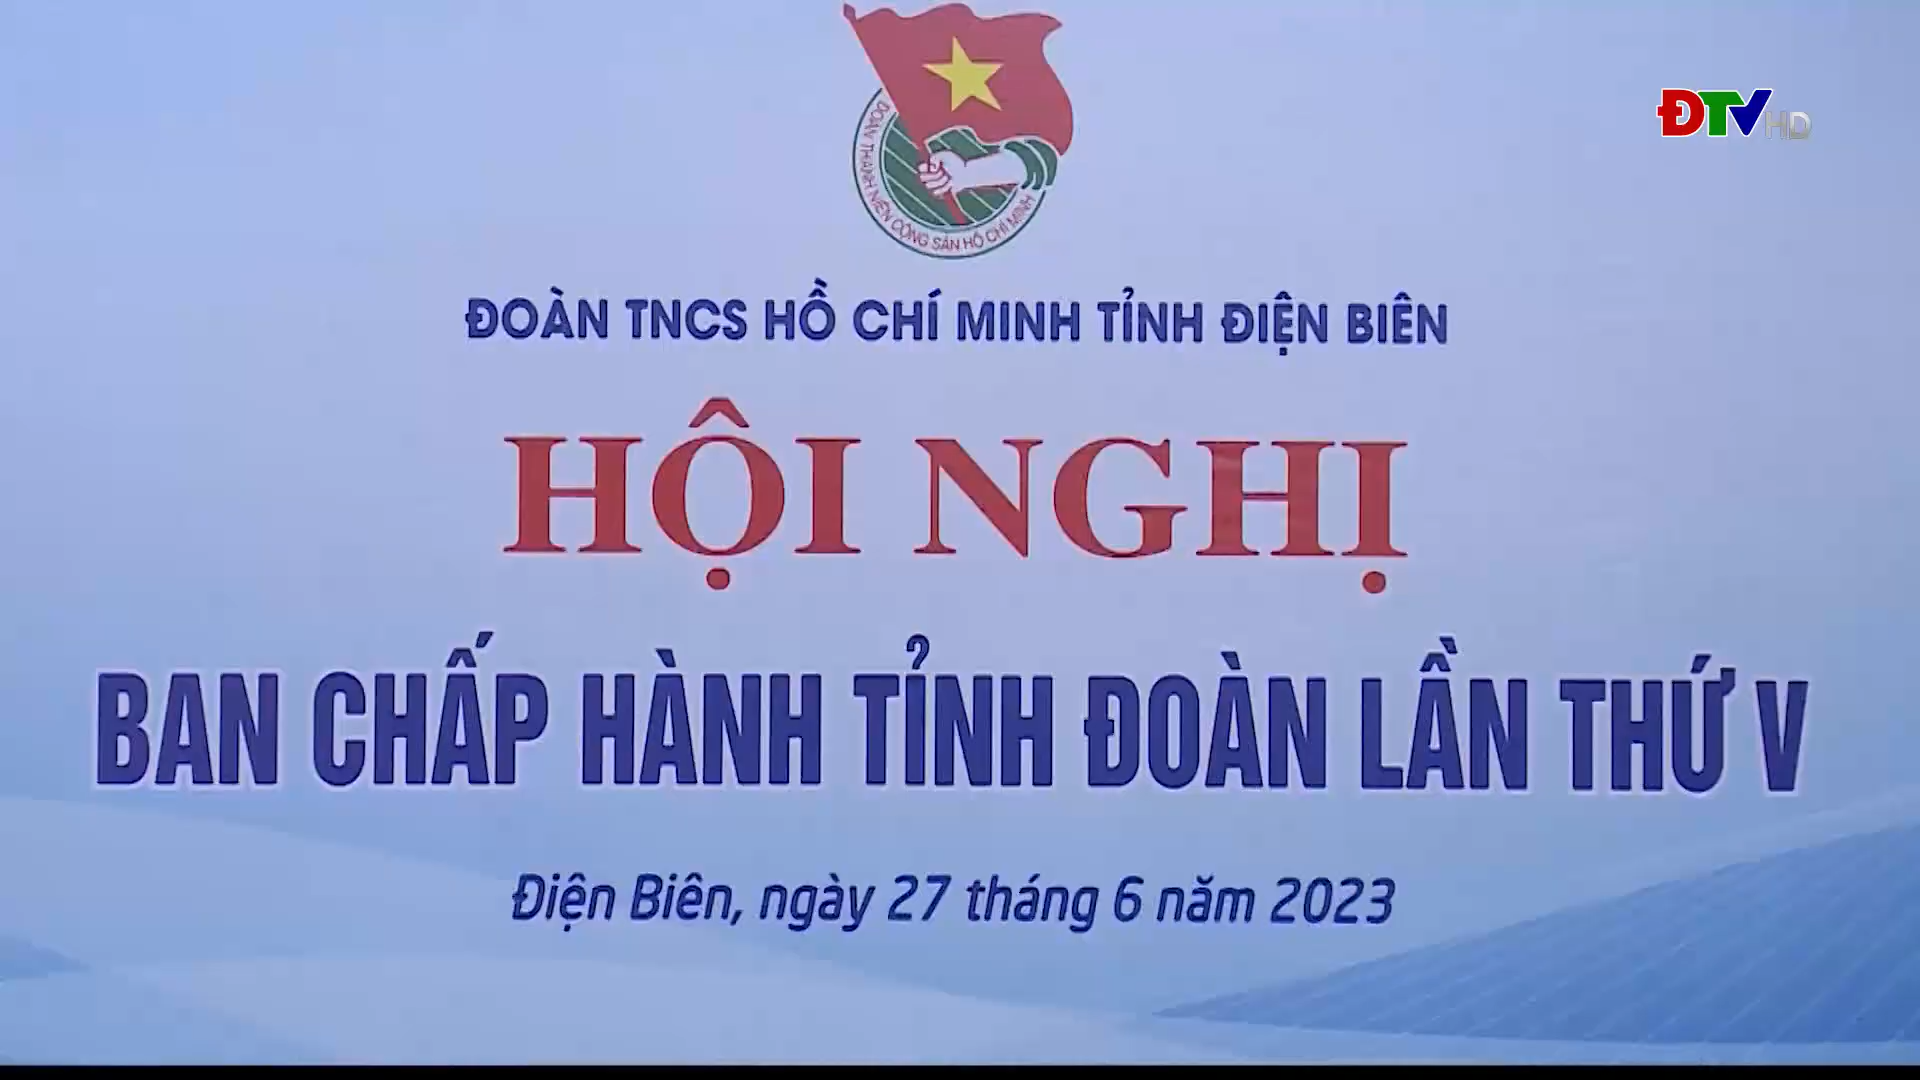 ĐTV HD
ĐOÀN THANH NIÊN CỘNG SẢN HỒ CHÍ MINH
ĐOÀN TNCS HỒ CHÍ MINH TỈNH ĐIỆN BIÊN
HỘI NGHỊ
BAN CHẤP HÀNH TỈNH ĐOÀN LẦN THỨ V
Điện Biên, ngày 27 tháng 6 năm 2023